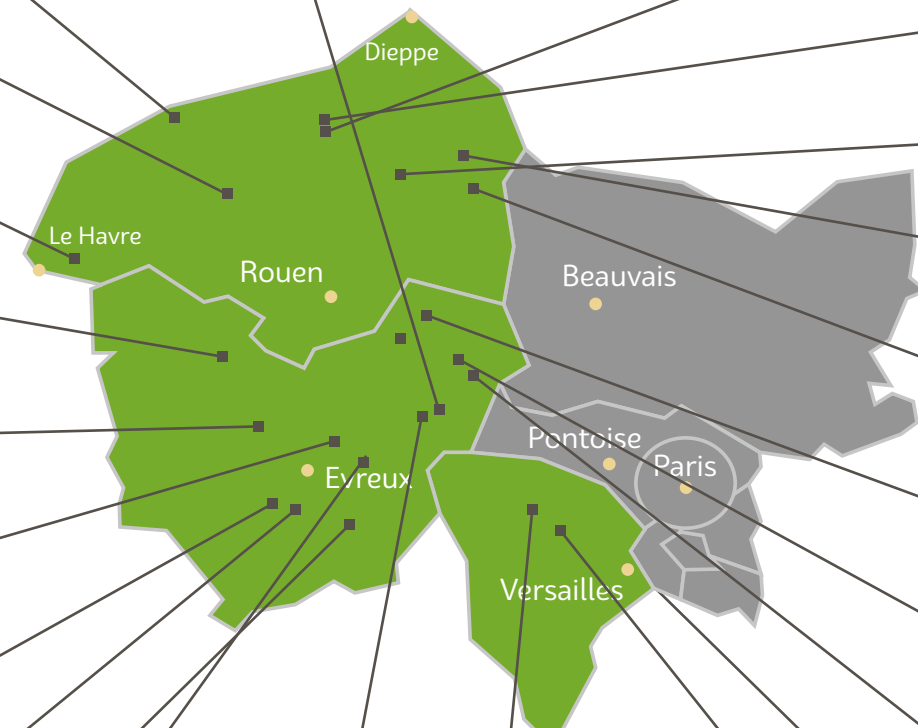 Dieppe
Le Havre
Rouen
Beauvais
Pontoise
Paris
Evreux
Versailles